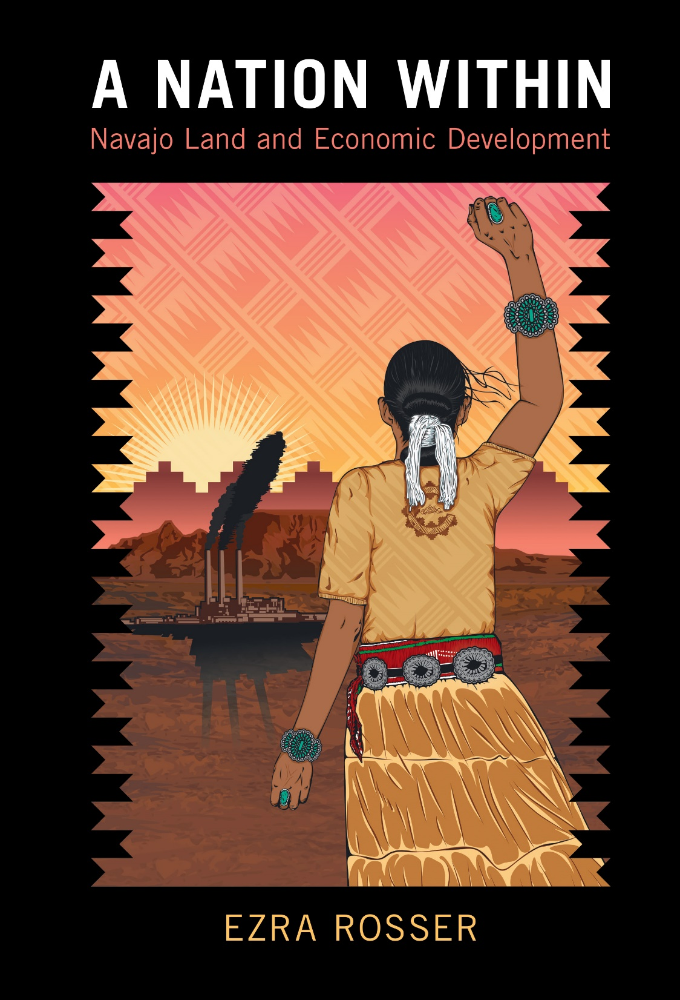 A NATION WITHIN
Navajo Land and Economic Development
EZRA ROSSER